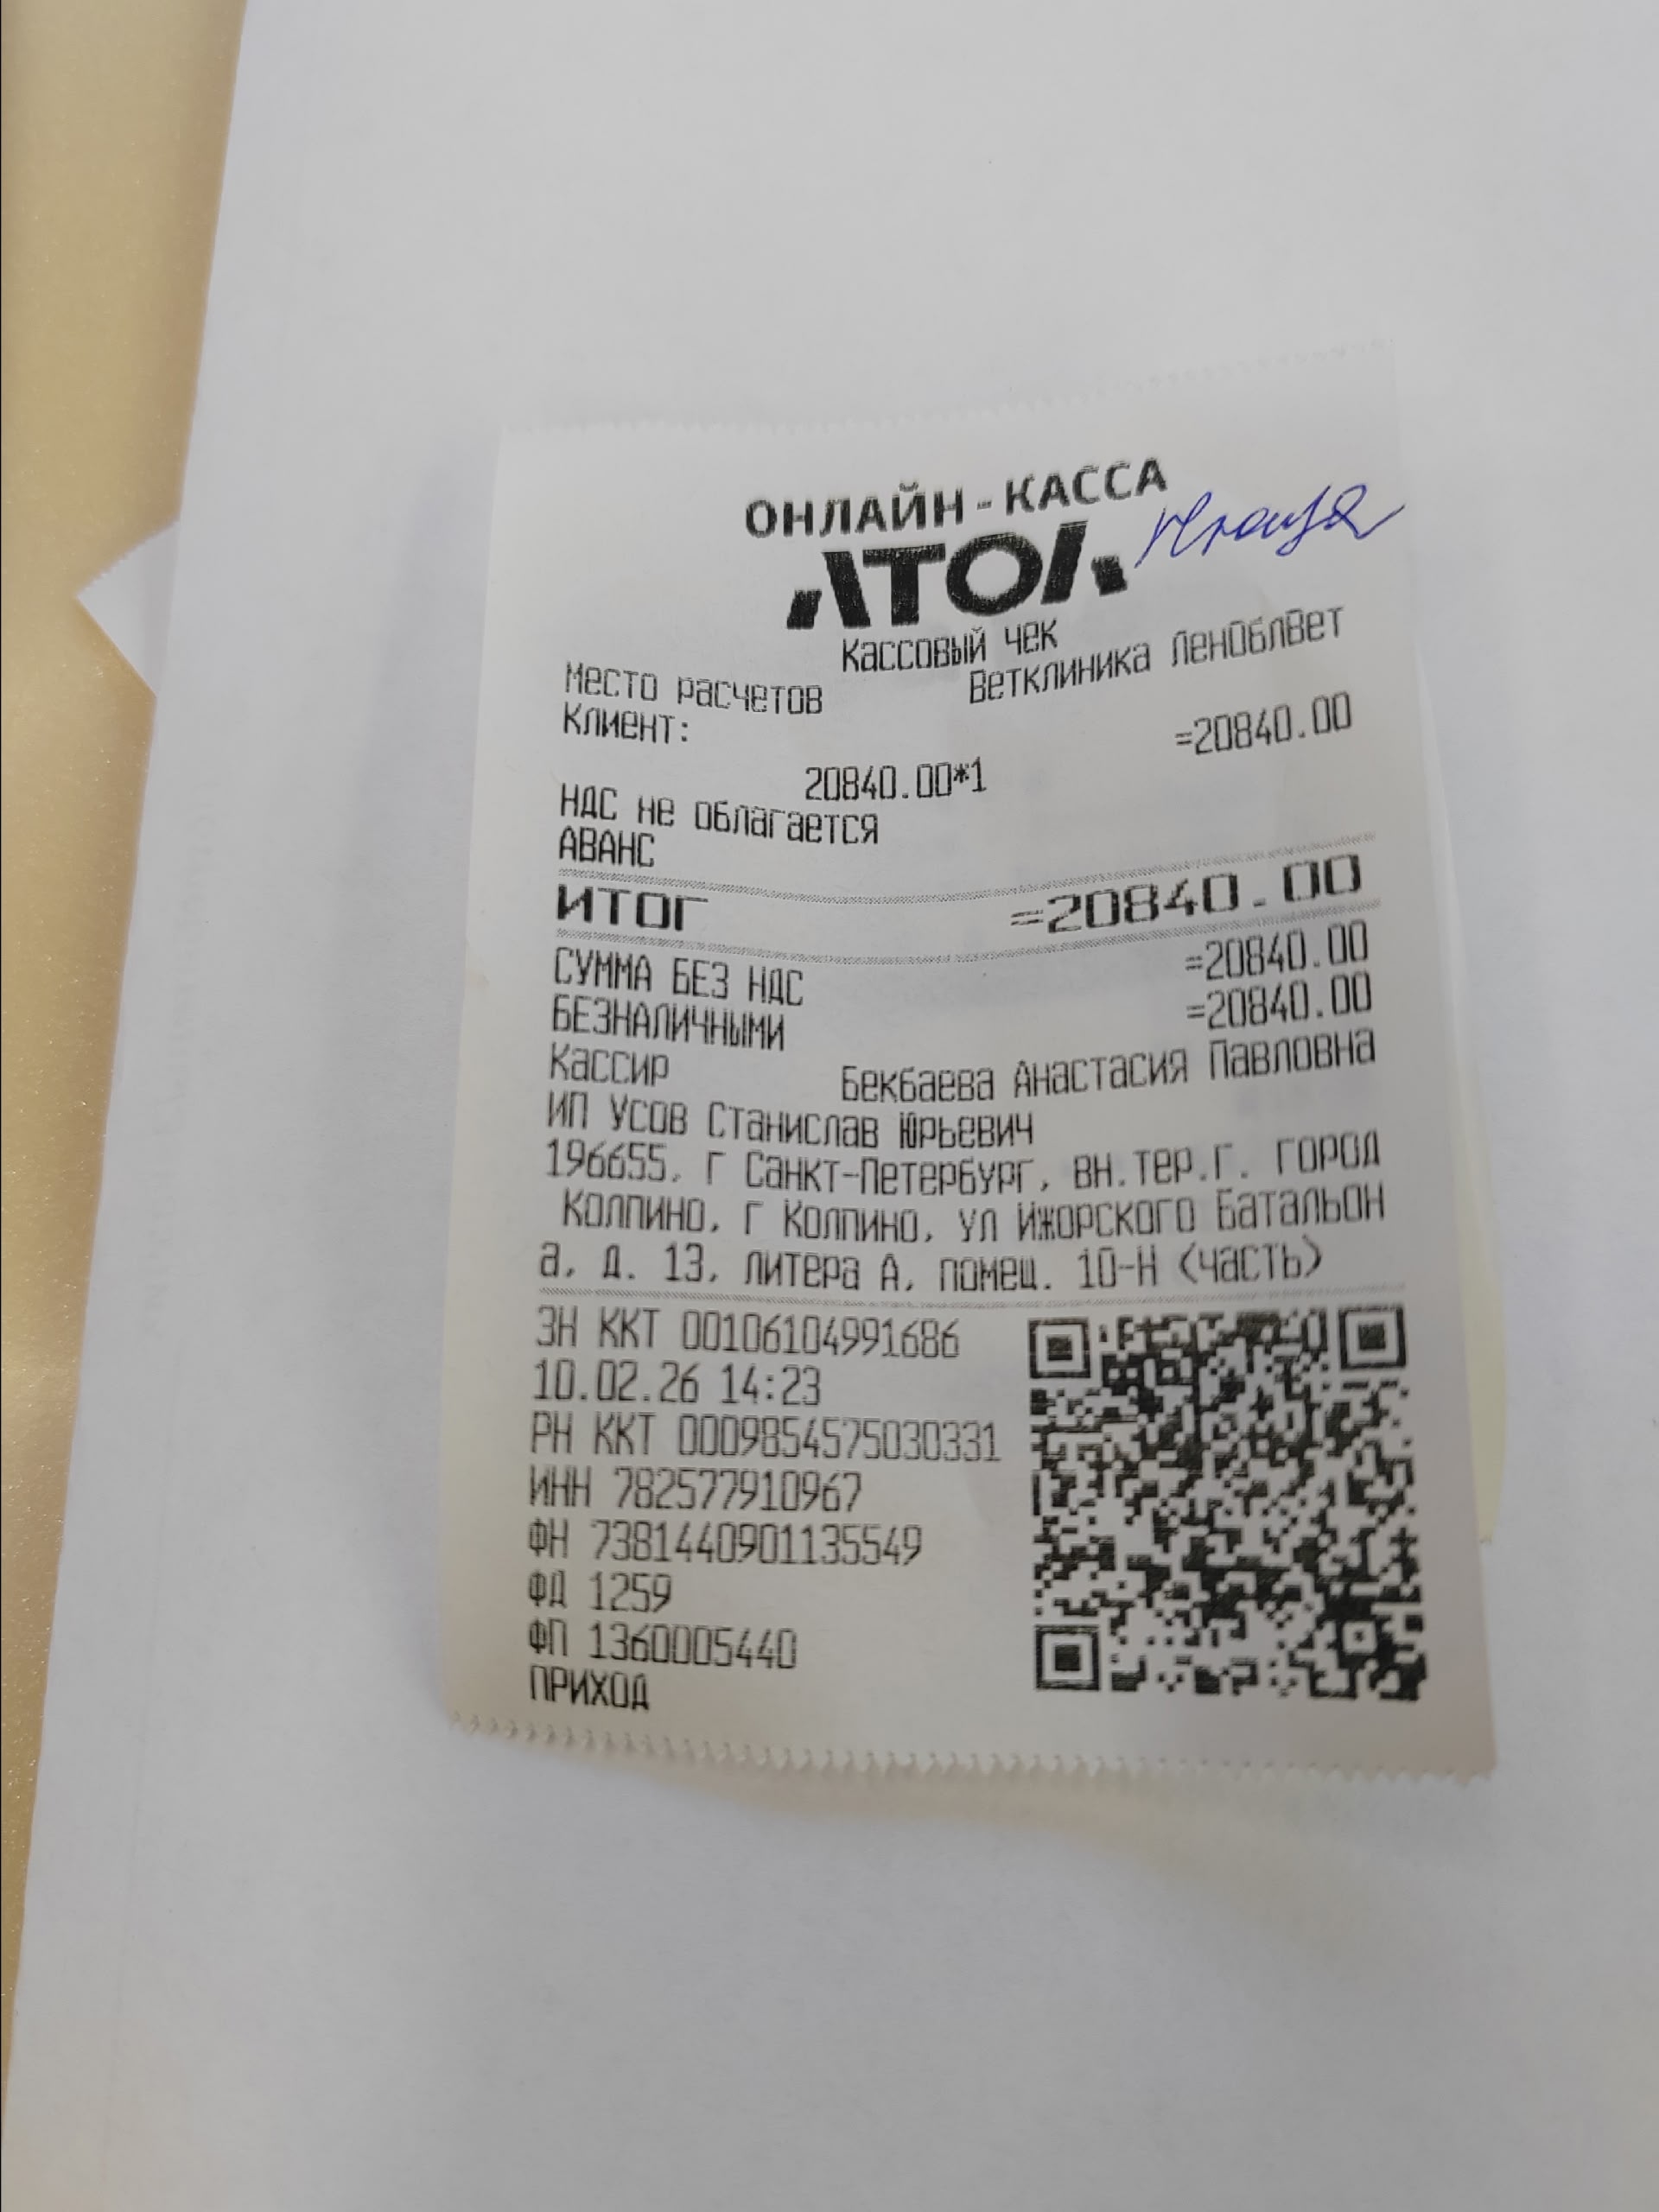 ОНЛАЙН-КАССА
АТОЛ
Кассовый чек
Место расчетов Ветклиника ЛенОблВет
Клиент:
20840.00*1 =20840.00
НДС не облагается
АВАНС
ИТОГ =20840.00
СУММА БЕЗ НДС =20840.00
БЕЗНАЛИЧНЫМИ =20840.00
Кассир Бекбаева Анастасия Павловна
ИП Усов Станислав Юрьевич
196655, Г Санкт-Петербург, вн.тер.г. город
Колпино, г Колпино, ул Ижорского Батальон
а, д. 13, литера А, помещ. 10-Н (часть)
ЗН ККТ 00106104991686
10.02.26 14:23
РН ККТ 0009854575030331
ИНН 782577910967
ФН 7381440901135549
ФД 1259
ФП 1360005440
ПРИХОД